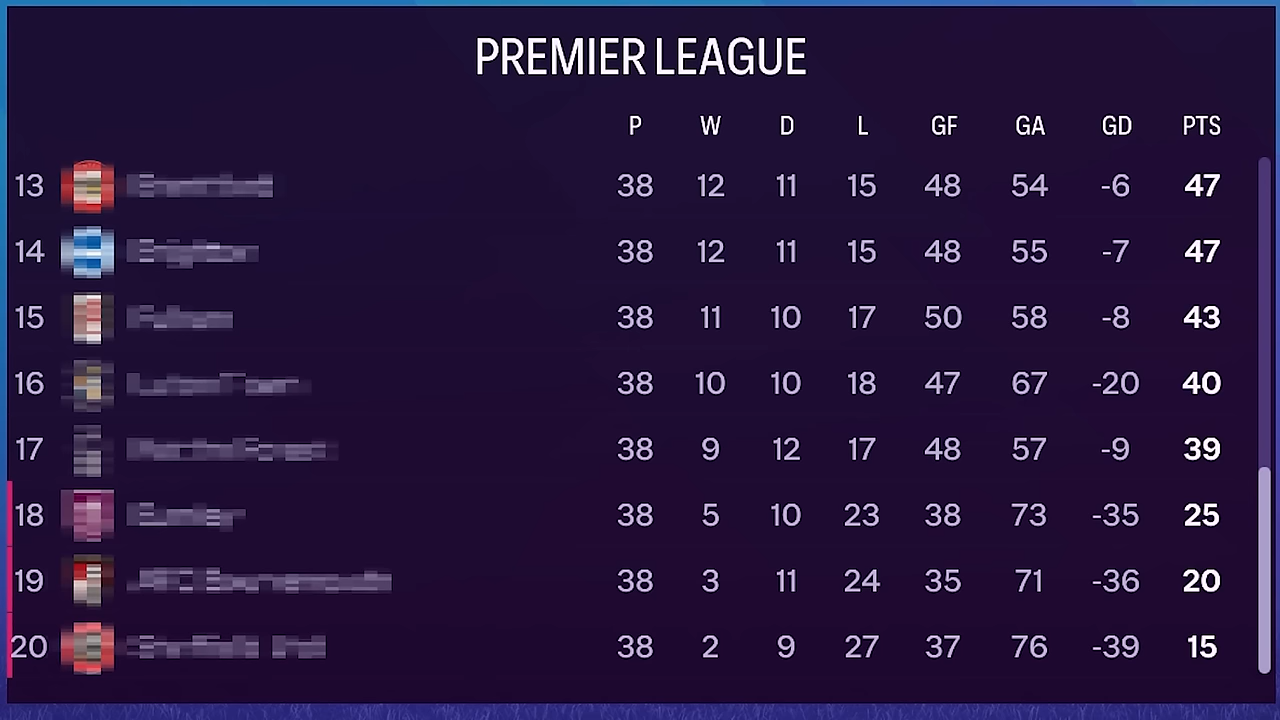 PREMIER LEAGUE
P W D L GF GA GD PTS
13 38 12 11 15 48 54 -6 47
14 38 12 11 15 48 55 -7 47
15 38 11 10 17 50 58 -8 43
16 38 10 10 18 47 67 -20 40
17 38 9 12 17 48 57 -9 39
18 38 5 10 23 38 73 -35 25
19 38 3 11 24 35 71 -36 20
20 38 2 9 27 37 76 -39 15